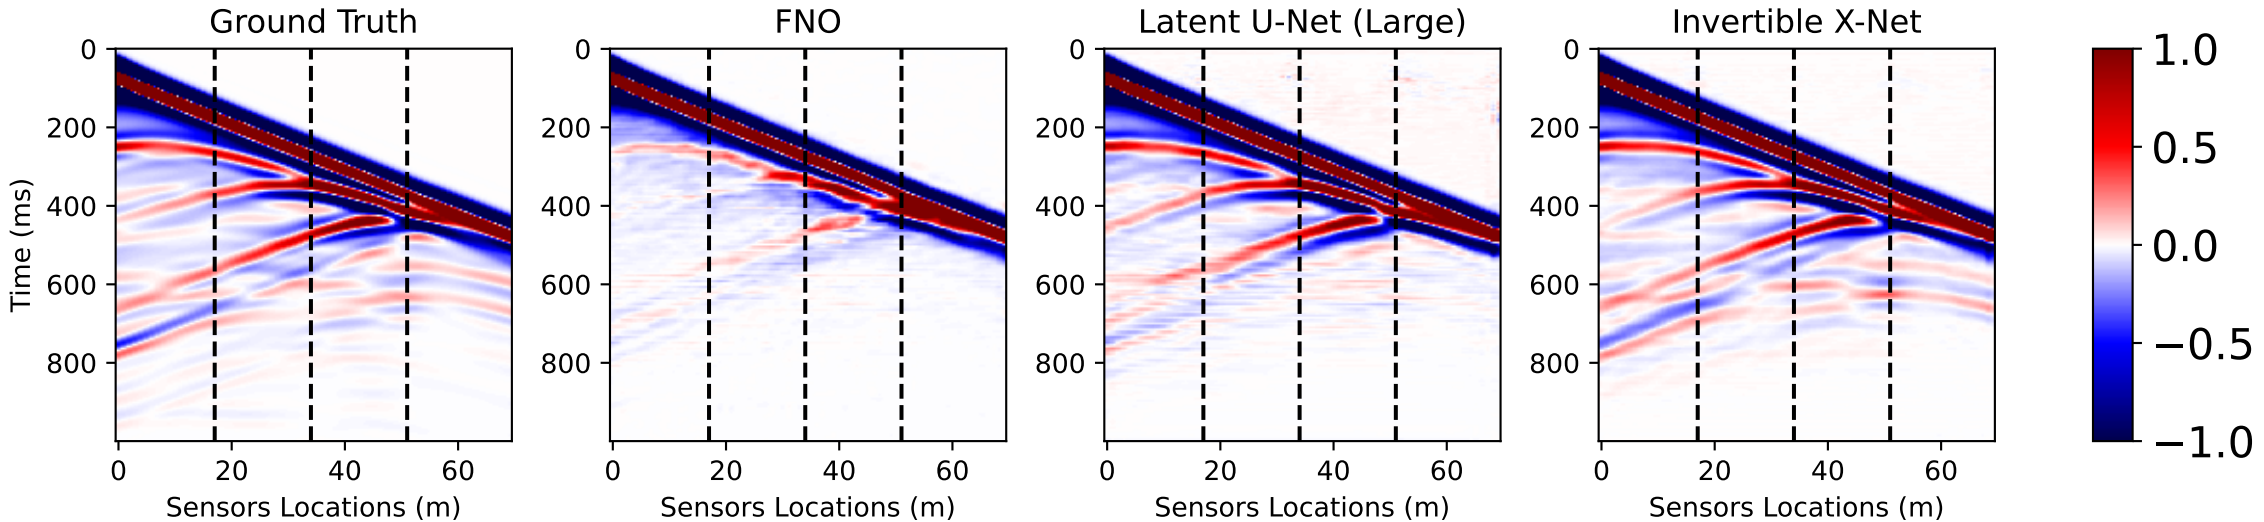 Ground Truth
FNO
Latent U-Net (Large)
Invertible X-Net
Time (ms)
0
200
400
600
800
0 20 40 60
Sensors Locations (m)
0
200
400
600
800
0 20 40 60
Sensors Locations (m)
0
200
400
600
800
0 20 40 60
Sensors Locations (m)
0
200
400
600
800
0 20 40 60
Sensors Locations (m)
1.0
0.5
0.0
−0.5
−1.0